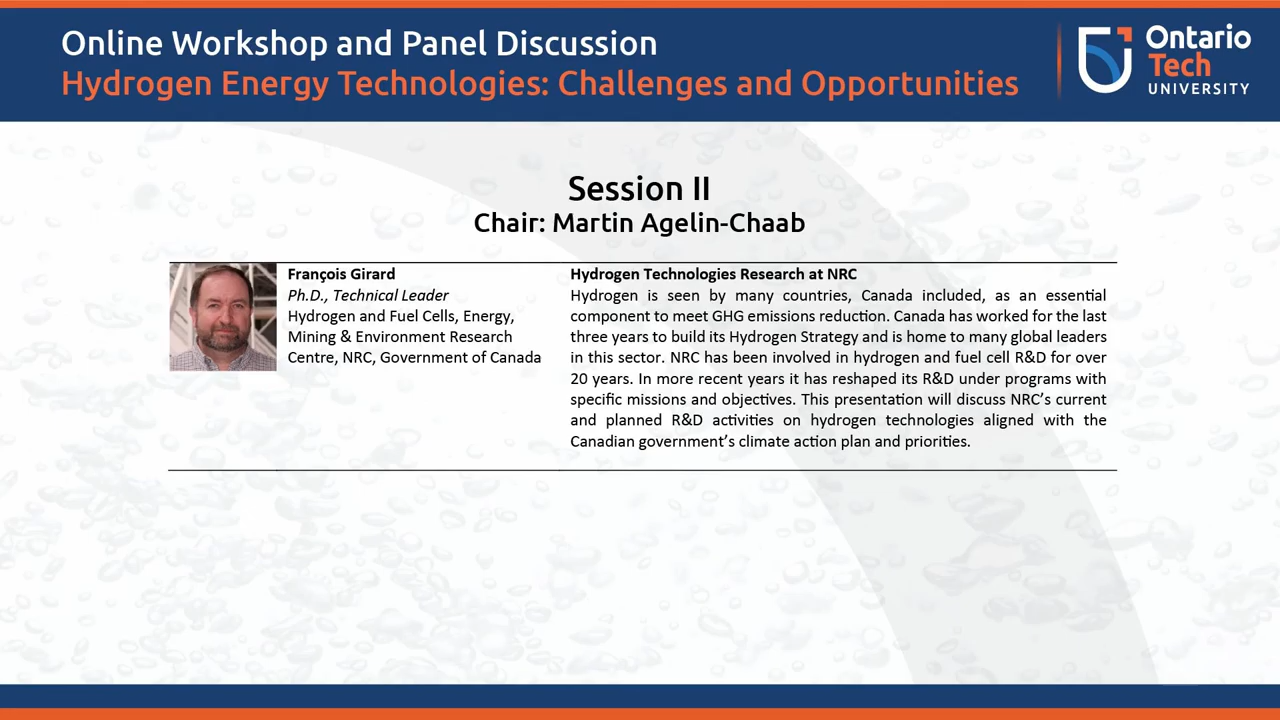 Online Workshop and Panel Discussion
Hydrogen Energy Technologies: Challenges and Opportunities
Ontario
Tech
UNIVERSITY
Session II
Chair: Martin Agelin-Chaab
François Girard
Ph.D., Technical Leader
Hydrogen and Fuel Cells, Energy,
Mining & Environment Research
Centre, NRC, Government of Canada
Hydrogen Technologies Research at NRC
Hydrogen is seen by many countries, Canada included, as an essential
component to meet GHG emissions reduction. Canada has worked for the last
three years to build its Hydrogen Strategy and is home to many global leaders
in this sector. NRC has been involved in hydrogen and fuel cell R&D for over
20 years. In more recent years it has reshaped its R&D under programs with
specific missions and objectives. This presentation will discuss NRC’s current
and planned R&D activities on hydrogen technologies aligned with the
Canadian government’s climate action plan and priorities.